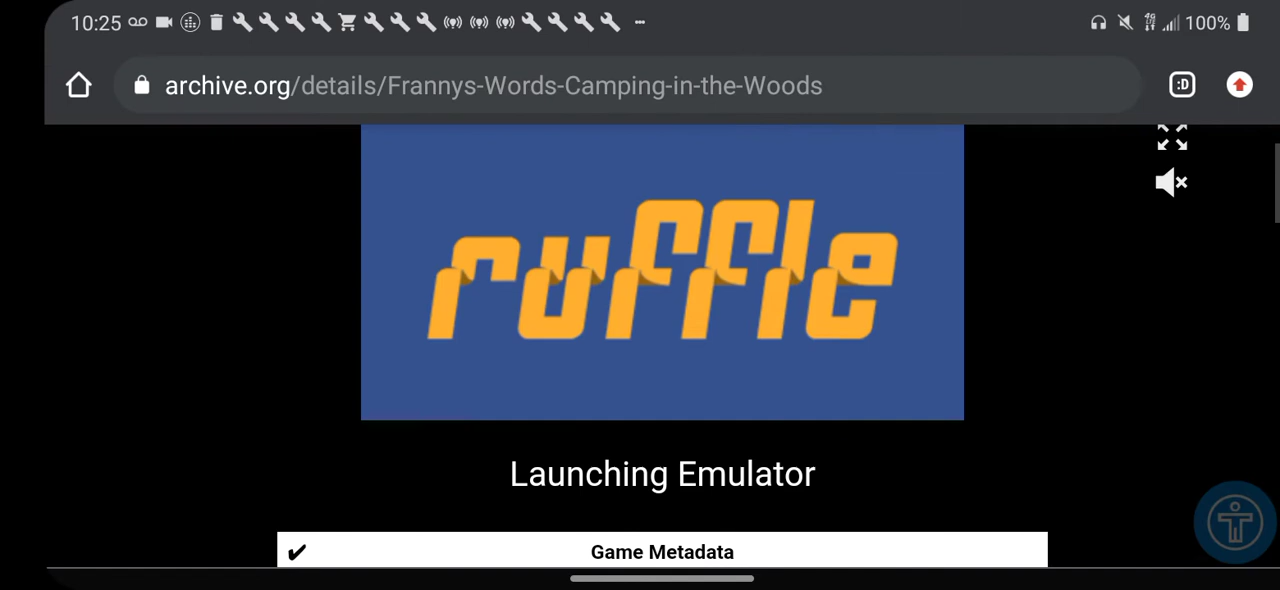 10:25 100%
archive.org/details/Frannys-Words-Camping-in-the-Woods :D
ruffle
Launching Emulator
✔ Game Metadata